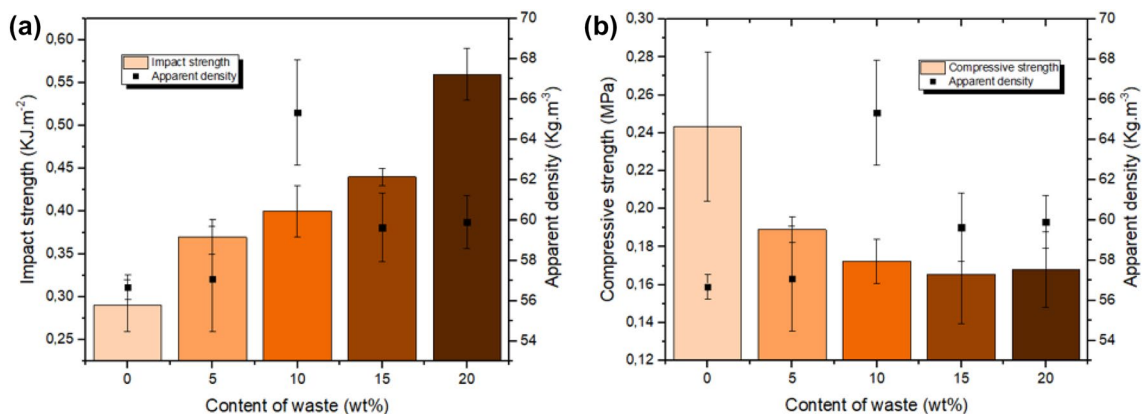 (a)
Impact strength (KJ.m-2)
0,60
0,55
0,50
0,45
0,40
0,35
0,30
0,25
Impact strength
Apparent density
70
68
66
64
62
60
58
56
54
Apparent density (Kg.m-3)
0 5 10 15 20
Content of waste (wt%)
(b)
Compressive strength (MPa)
0,30
0,28
0,26
0,24
0,22
0,20
0,18
0,16
0,14
0,12
Compressive strength
Apparent density
70
68
66
64
62
60
58
56
54
Apparent density (Kg.m-3)
0 5 10 15 20
Content of waste (wt%)